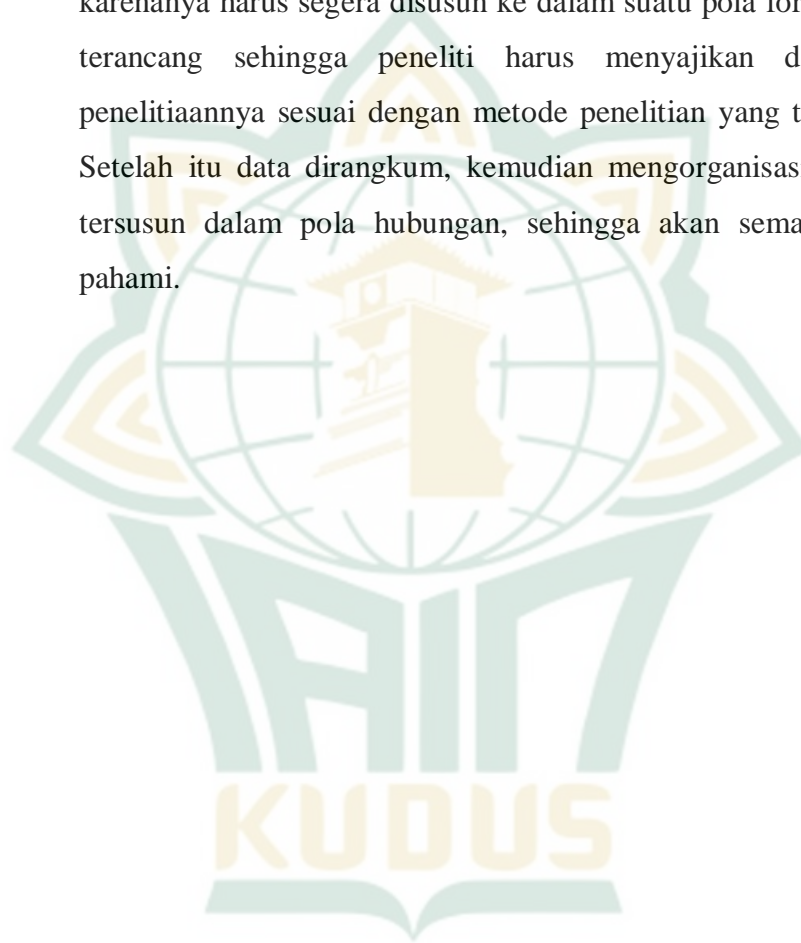 karenanya harus segera disusun ke dalam suatu pola
terancang sehingga peneliti harus menyajikan
penelitiaannya sesuai dengan metode penelitian yang
Setelah itu data dirangkum, kemudian
tersusun dalam pola hubungan, sehingga akan
pahami.
IAIN
KUDUS